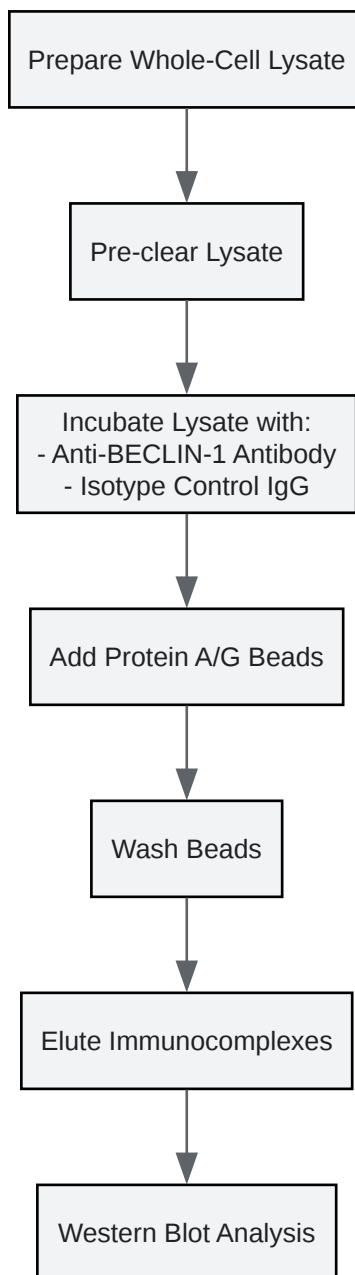 Prepare Whole-Cell Lysate
Pre-clear Lysate
Incubate Lysate with:
- Anti-BECLIN-1 Antibody
- Isotype Control IgG
Add Protein A/G Beads
Wash Beads
Elute Immunocomplexes
Western Blot Analysis